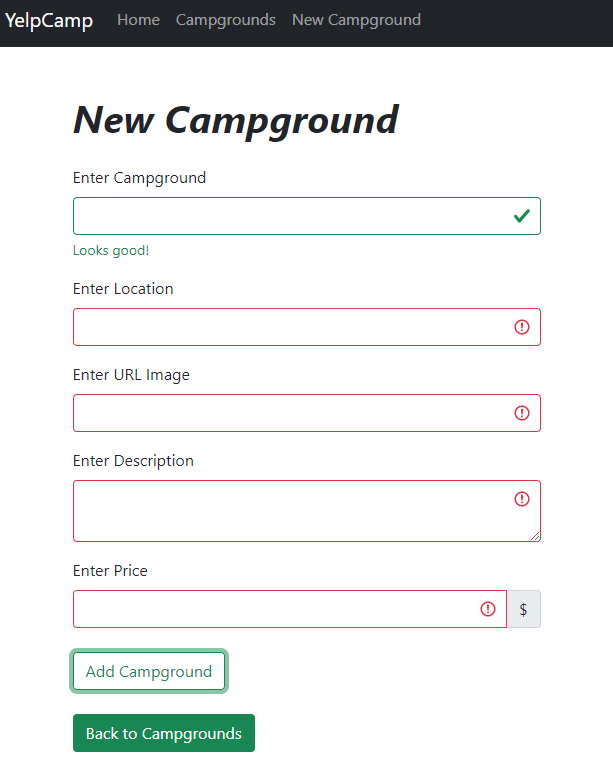 YelpCamp Home Campgrounds New Campground
New Campground
Enter Campground
Looks good!
Enter Location
Enter URL Image
Enter Description
Enter Price
$
Add Campground
Back to Campgrounds